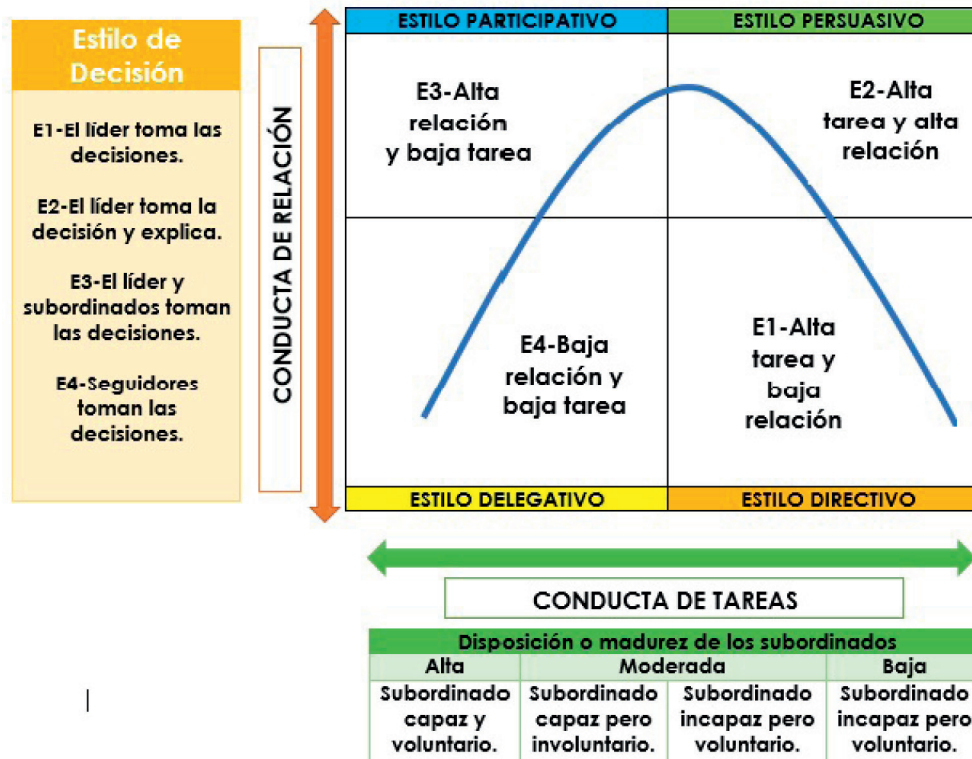 Estilo de
Decisión
E1-El líder toma las
decisiones.
E2-El líder toma la
decisión y explica.
E3-El líder y
subordinados toman
las decisiones.
E4-Seguidores
toman las
decisiones.
CONDUCTA DE RELACIÓN
ESTILO PARTICIPATIVO
ESTILO PERSUASIVO
E3-Alta
relación
y baja tarea
E2-Alta
tarea y alta
relación
E4-Baja
relación y
baja tarea
E1-Alta
tarea y
baja
relación
ESTILO DELEGATIVO
ESTILO DIRECTIVO
CONDUCTA DE TAREAS
Disposición o madurez de los subordinados
Alta
Moderada
Baja
Subordinado
capaz y
voluntario.
Subordinado
capaz pero
involuntario.
Subordinado
incapaz pero
voluntario.
Subordinado
incapaz pero
voluntario.